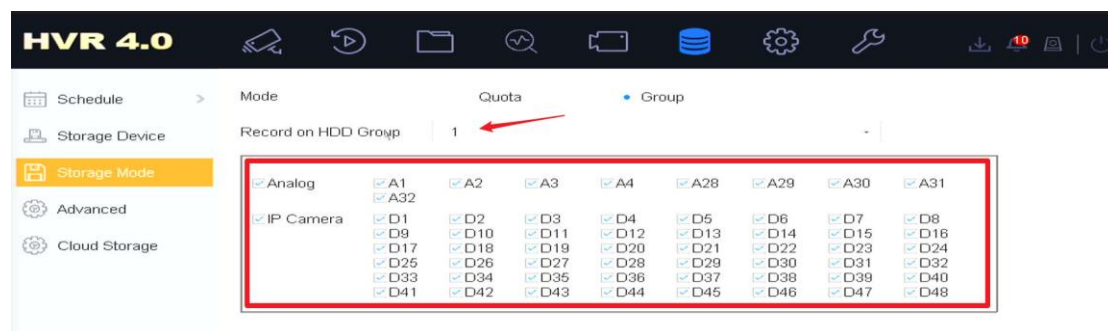 HVR 4.0
10
Schedule >
Storage Device
Storage Mode
Advanced
Cloud Storage
Mode Quota Group
Record on HDD Group 1
Analog A1 A2 A3 A4 A28 A29 A30 A31
A32
IP Camera D1 D2 D3 D4 D5 D6 D7 D8
D9 D10 D11 D12 D13 D14 D15 D16
D17 D18 D19 D20 D21 D22 D23 D24
D25 D26 D27 D28 D29 D30 D31 D32
D33 D34 D35 D36 D37 D38 D39 D40
D41 D42 D43 D44 D45 D46 D47 D48